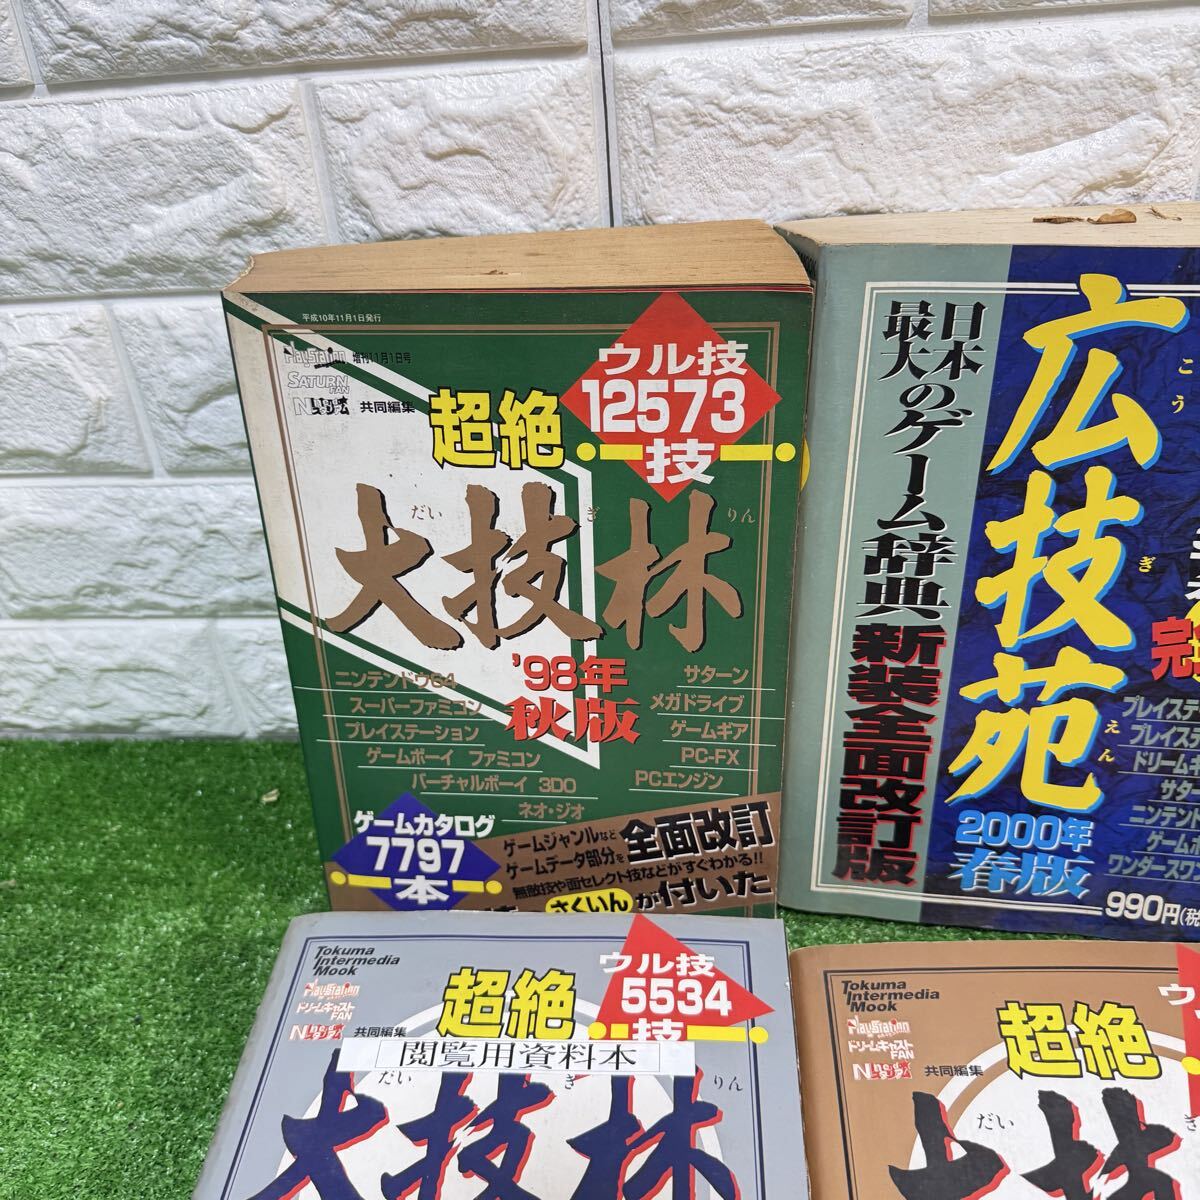 平成10年11月1日発行
PlayStation
増刊11月1日号
SATURN
FAN
共同編集
超絶
ウル技
12573
技
だい
ぎ
りん
大技林
'98年
秋版
ニンテンドウ64
スーパーファミコン
プレイステーション
ゲームボーイ ファミコン
バーチャルボーイ 3DO
ネオ・ジオ
サターン
メガドライブ
ゲームギア
PC-FX
PCエンジン
ゲームカタログ
7797
本
ゲームジャンルなど
ゲームデータ部分を
全面改訂
無敵技や面セレクト技などがすぐわかる!!
さくいんが付いた
日本
最大のゲーム辞典
新装全面改訂版
広技苑
こう
ぎ
えん
2000年
春版
990円(税
プレイステ
プレイステ
ドリームキ
サタ
ニンテンド
ゲームボ
ワンダースワ
Tokuma
Intermedia
Mook
PlayStation
ドリームキャスト
FAN
共同編集
超絶
ウル技
5534
技
閲覧用資料本
だい
ぎ
りん
大技林
Tokuma
Intermedia
Mook
PlayStation
ドリームキャスト
FAN
共同編集
超絶
だい